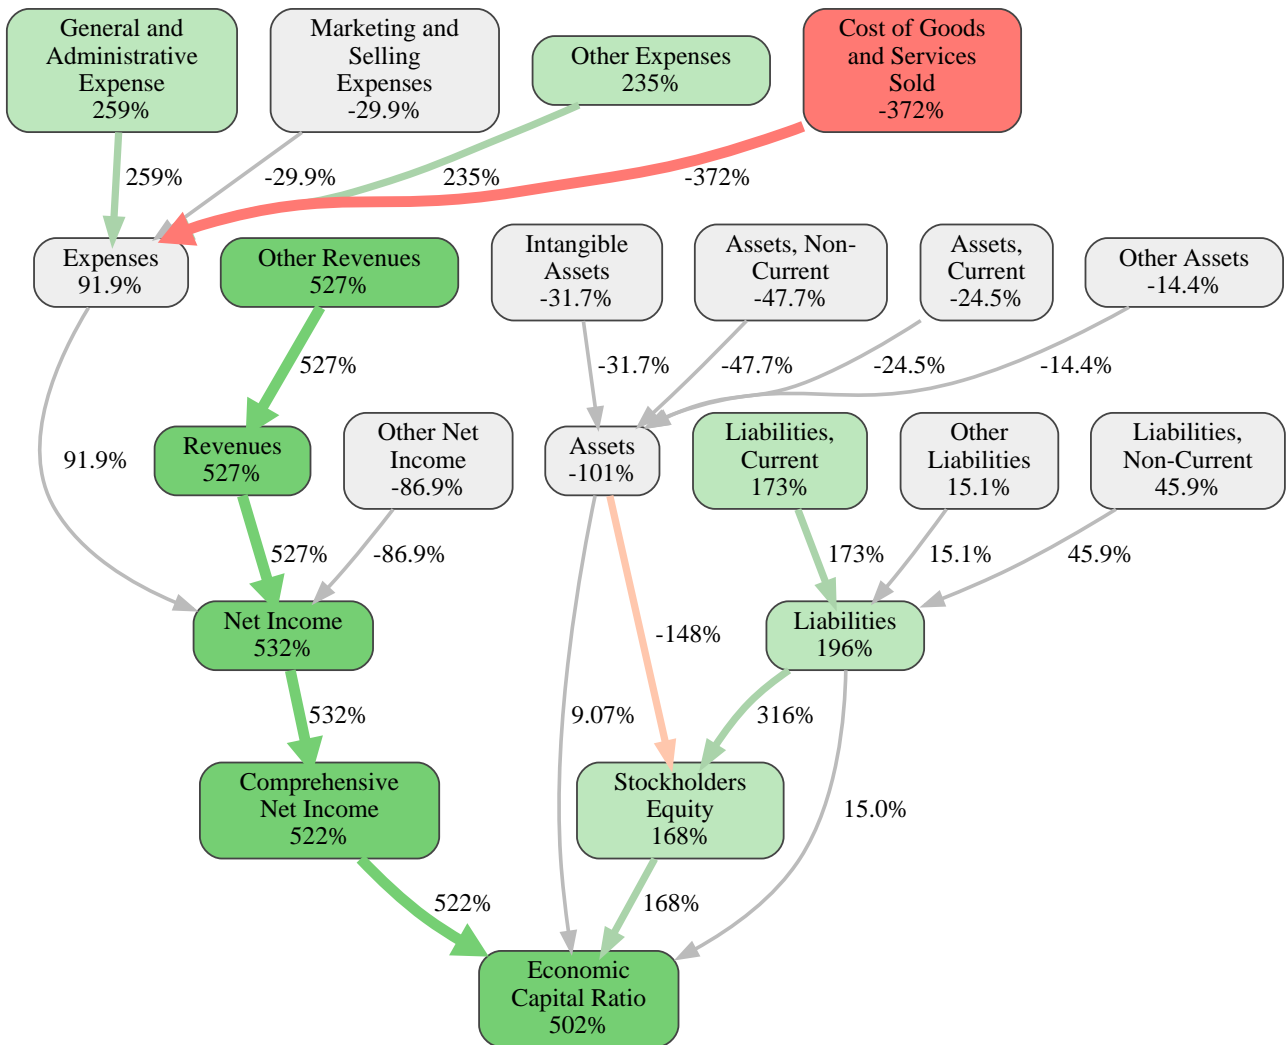 General and
Administrative
Expense
259%
Marketing and
Selling
Expenses
-29.9%
Other Expenses
235%
Cost of Goods
and Services
Sold
-372%
259%
-29.9%
235%
-372%
Expenses
91.9%
Other Revenues
527%
Intangible
Assets
-31.7%
Assets, Non-
Current
-47.7%
Assets,
Current
-24.5%
Other Assets
-14.4%
527%
-31.7%
-47.7%
-24.5%
-14.4%
91.9%
Revenues
527%
Other Net
Income
-86.9%
Assets
-101%
Liabilities,
Current
173%
Other
Liabilities
15.1%
Liabilities,
Non-Current
45.9%
527%
-86.9%
173%
15.1%
45.9%
Net Income
532%
-148%
Liabilities
196%
532%
9.07%
316%
Comprehensive
Net Income
522%
Stockholders
Equity
168%
15.0%
522%
168%
Economic
Capital Ratio
502%